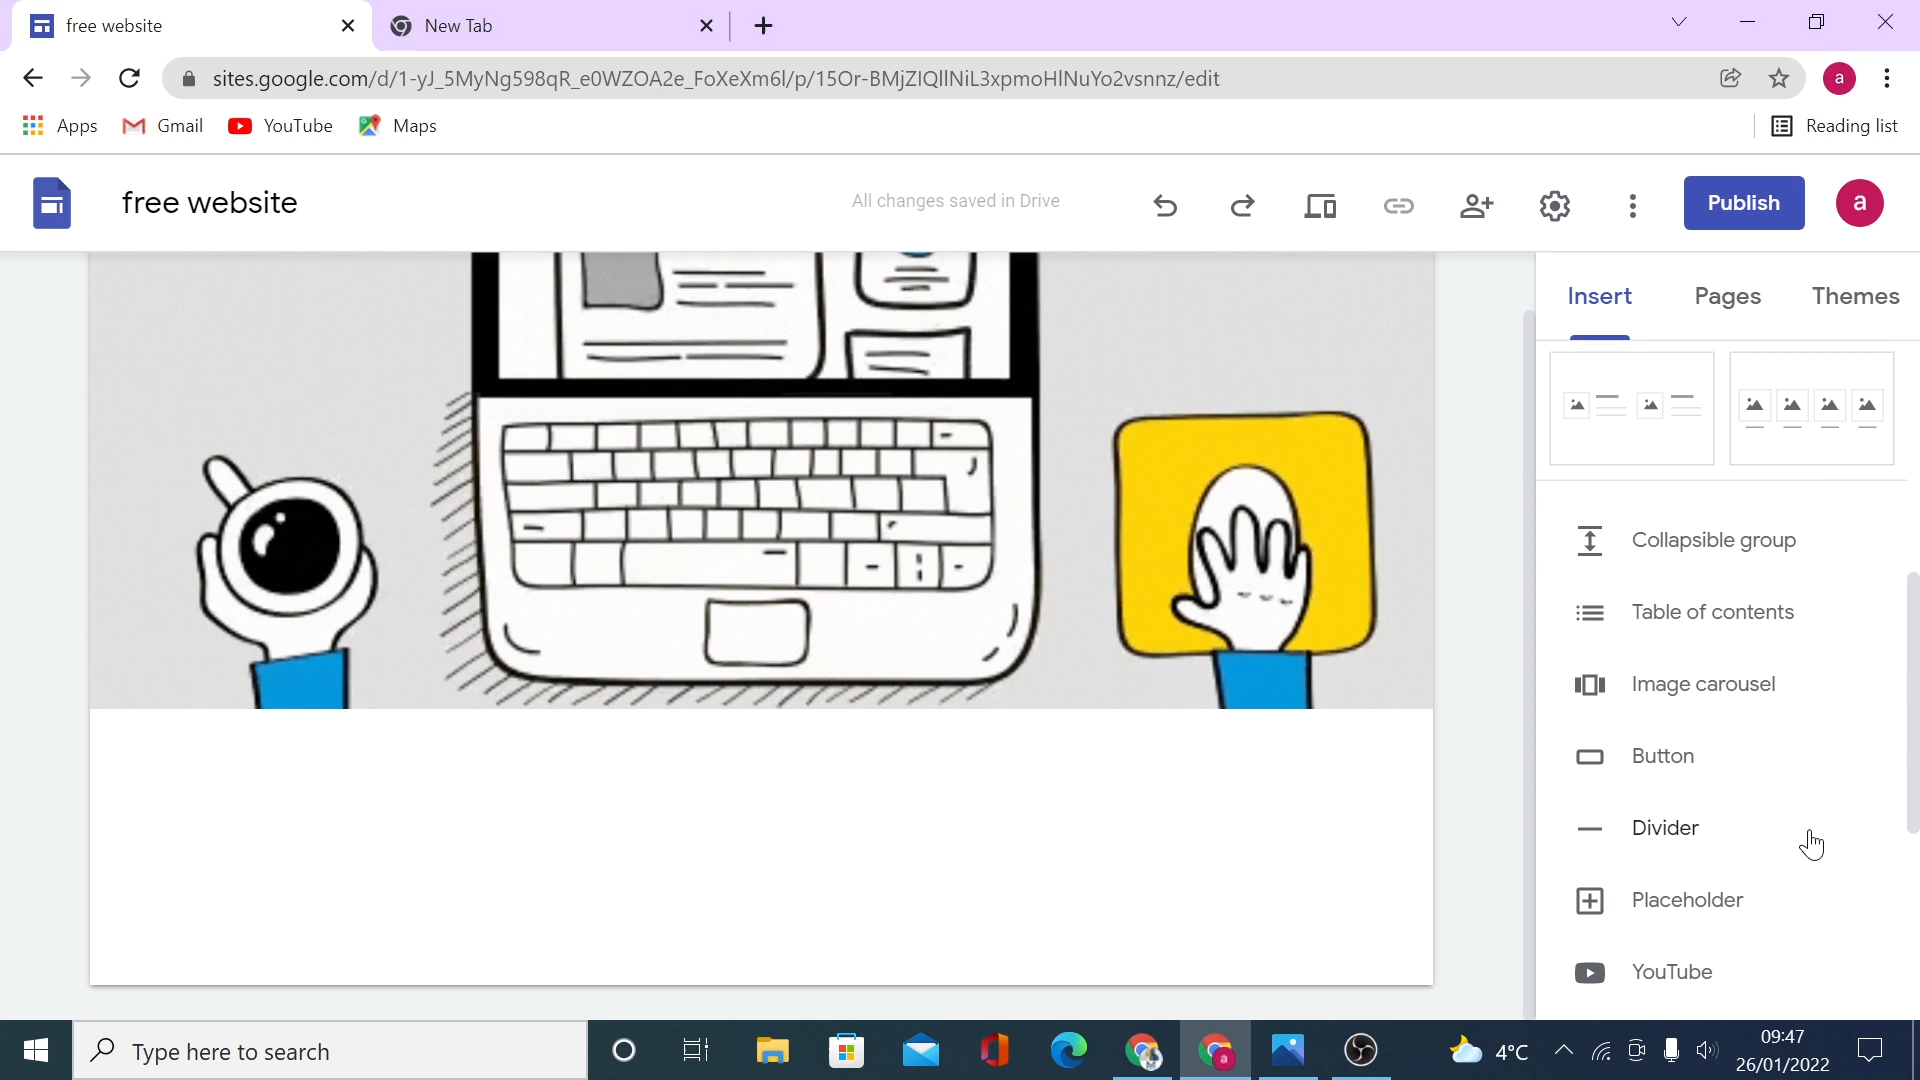 free website
New Tab
sites.google.com/d/1-yJ_5MyNg598qR_e0WZOA2e_FoXeXm6l/p/15Or-BMjZIQllNiL3xpmoHlNuYo2vsnnz/edit
a
Apps
Gmail
YouTube
Maps
Reading list
free website
All changes saved in Drive
Publish
a
Insert
Pages
Themes
Collapsible group
Table of contents
Image carousel
Button
Divider
Placeholder
YouTube
Type here to search
4°C
09:47
26/01/2022